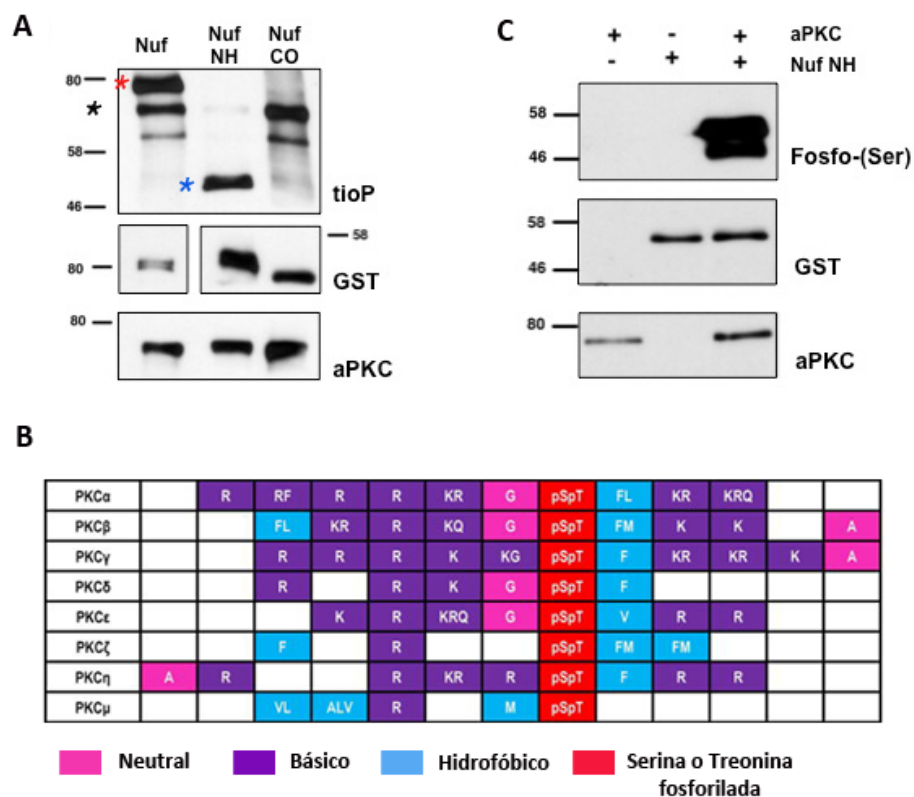 A
Nuf
Nuf NH
Nuf CO
80
*
*
58
*
46
tioP
58
80
GST
80
aPKC
C
+ - + aPKC
- + + Nuf NH
58
46
Fosfo-(Ser)
58
46
GST
80
aPKC
B
PKCα R RF R R KR G pSpT FL KR KRQ
PKCβ FL KR R KQ G pSpT FM K K A
PKCγ R R R K KG pSpT F KR KR K A
PKCδ R R K G pSpT F
PKCε K R KRQ G pSpT V R R
PKCζ F R pSpT FM FM
PKCη A R R KR R pSpT F R R
PKCμ VL ALV R M pSpT
Neutral Básico Hidrofóbico Serina o Treonina
fosforilada